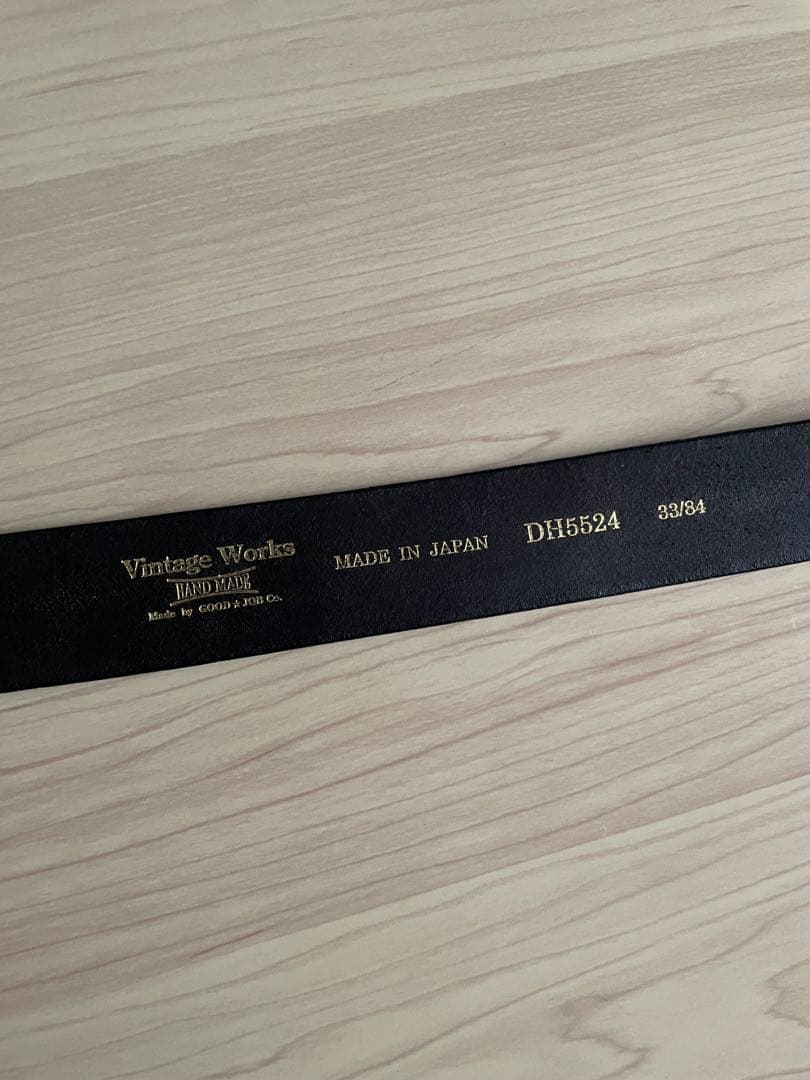 Vintage Works
HAND MADE
Made by GOOD★JOB Co.
MADE IN JAPAN
DH5524
33/84